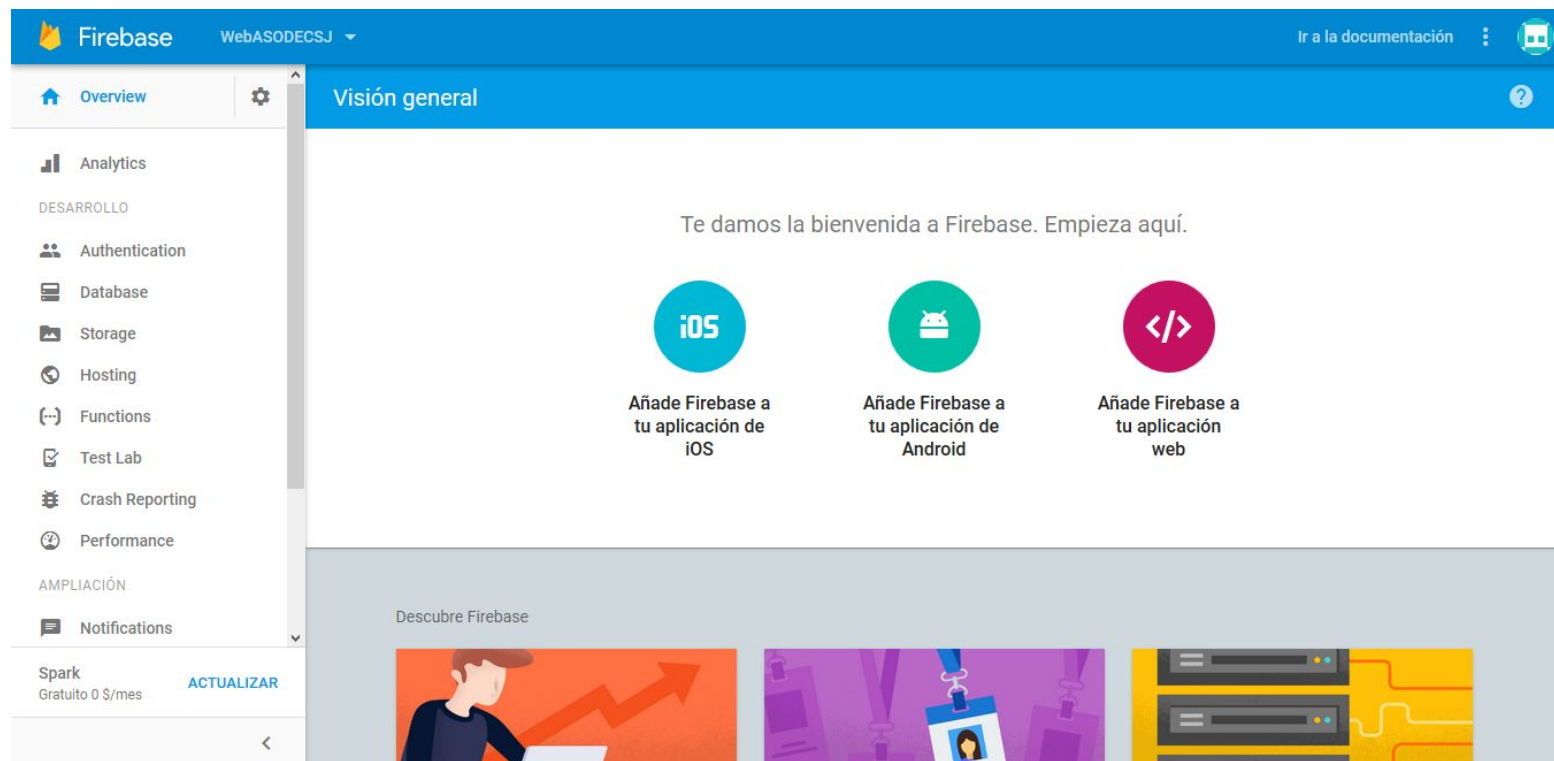 Firebase
WebASODECSJ
Ir a la documentación
Overview
Visión general
Analytics
DESARROLLO
Authentication
Database
Storage
Hosting
Functions
Test Lab
Crash Reporting
Performance
AMPLIACIÓN
Notifications
Spark
Gratuito 0 $/mes
ACTUALIZAR
Te damos la bienvenida a Firebase. Empieza aquí.
iOS
Añade Firebase a
tu aplicación de
iOS
Añade Firebase a
tu aplicación de
Android
</>
Añade Firebase a
tu aplicación
web
Descubre Firebase